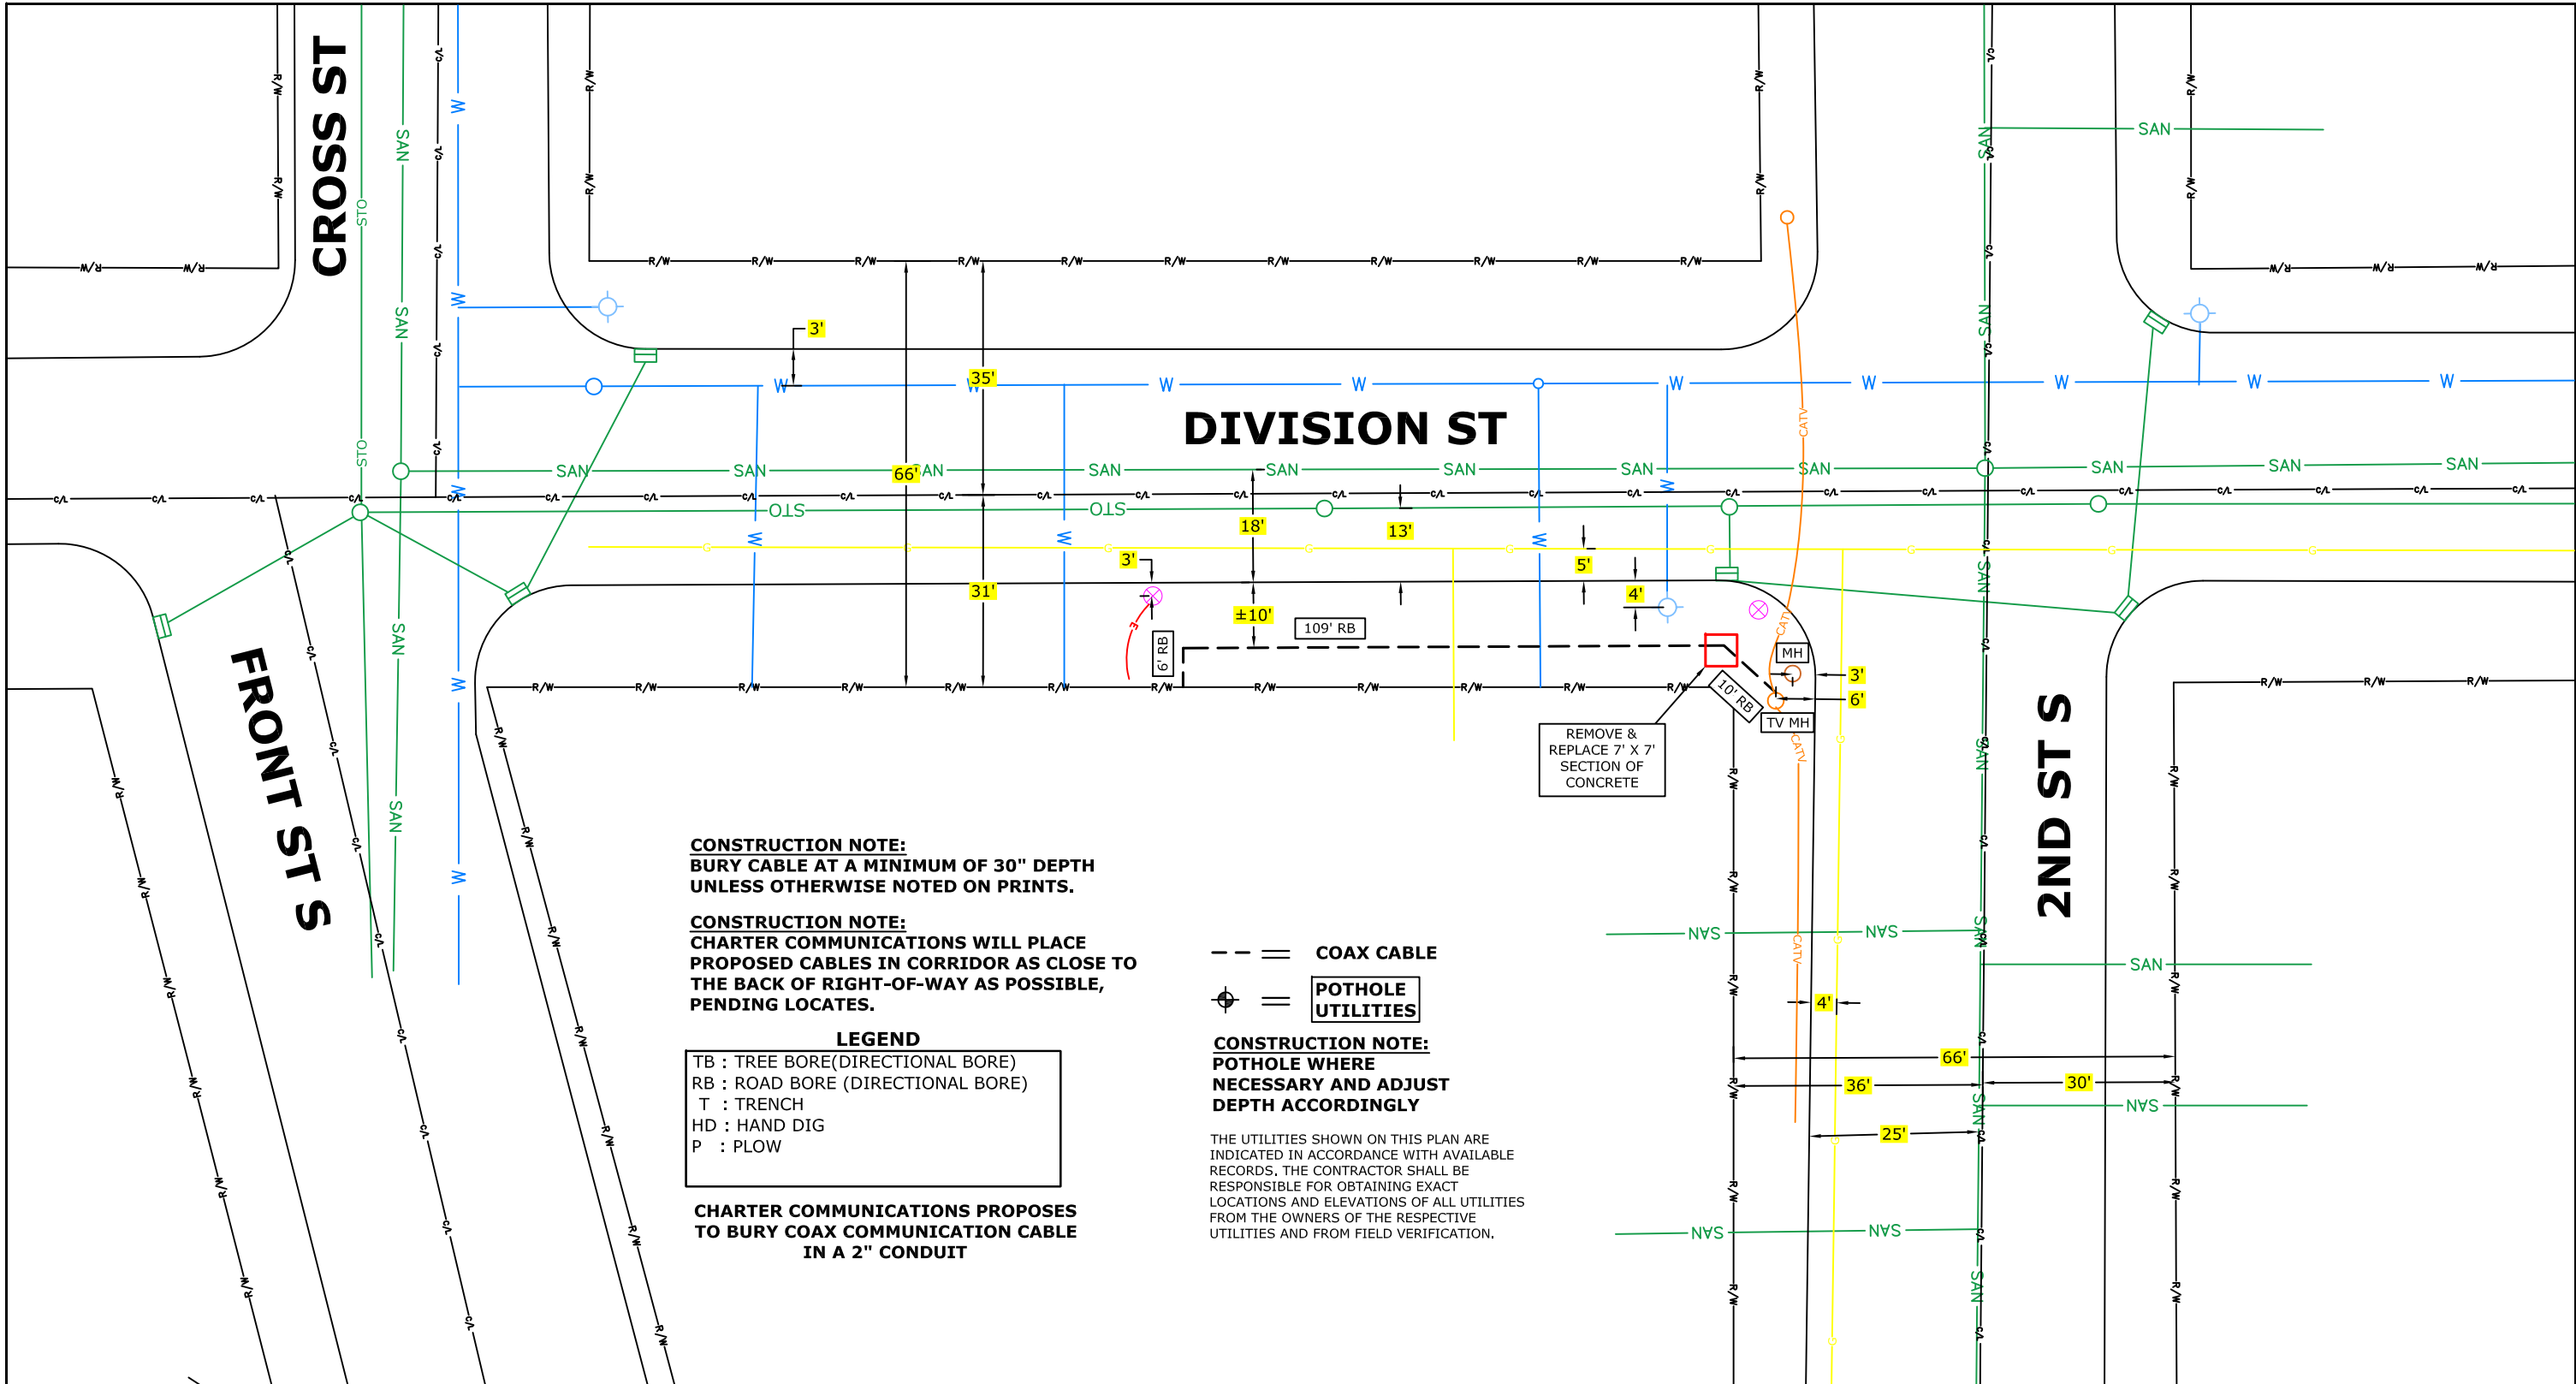 CROSS ST
DIVISION ST
FRONT ST S
2ND ST S
R/W
C/L
W
SAN
STO
G
CATV
E
3'
35'
66'
18'
13'
3'
31'
5'
4'
±10'
109' RB
6' RB
MH
3'
10' RB
6'
TV MH
REMOVE &
REPLACE 7' X 7'
SECTION OF
CONCRETE
4'
66'
36'
30'
25'
CONSTRUCTION NOTE:
BURY CABLE AT A MINIMUM OF 30" DEPTH
UNLESS OTHERWISE NOTED ON PRINTS.
CONSTRUCTION NOTE:
CHARTER COMMUNICATIONS WILL PLACE
PROPOSED CABLES IN CORRIDOR AS CLOSE TO
THE BACK OF RIGHT-OF-WAY AS POSSIBLE,
PENDING LOCATES.
LEGEND
TB : TREE BORE(DIRECTIONAL BORE)
RB : ROAD BORE (DIRECTIONAL BORE)
T : TRENCH
HD : HAND DIG
P : PLOW
CHARTER COMMUNICATIONS PROPOSES
TO BURY COAX COMMUNICATION CABLE
IN A 2" CONDUIT
COAX CABLE
POTHOLE
UTILITIES
CONSTRUCTION NOTE:
POTHOLE WHERE
NECESSARY AND ADJUST
DEPTH ACCORDINGLY
THE UTILITIES SHOWN ON THIS PLAN ARE
INDICATED IN ACCORDANCE WITH AVAILABLE
RECORDS. THE CONTRACTOR SHALL BE
RESPONSIBLE FOR OBTAINING EXACT
LOCATIONS AND ELEVATIONS OF ALL UTILITIES
FROM THE OWNERS OF THE RESPECTIVE
UTILITIES AND FROM FIELD VERIFICATION.